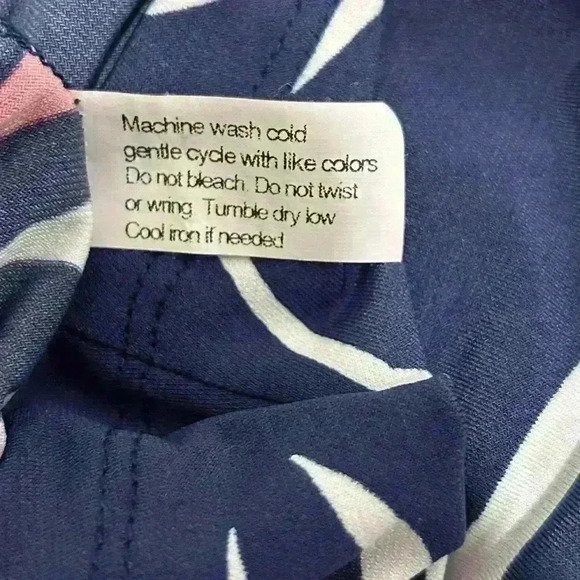 Machine wash cold
gentle cycle with like colors
Do not bleach. Do not twist
or wring. Tumble dry low
Cool iron if needed